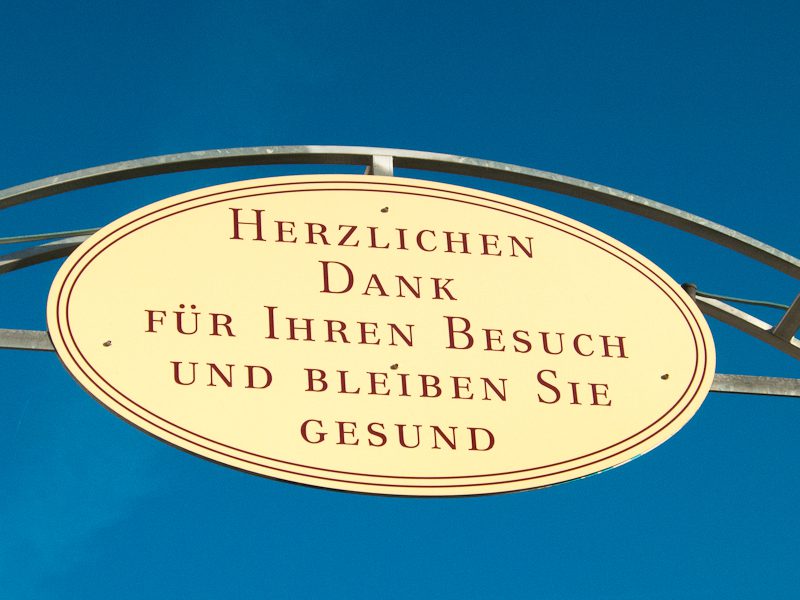 Herzlichen
Dank
für Ihren Besuch
und bleiben Sie
gesund